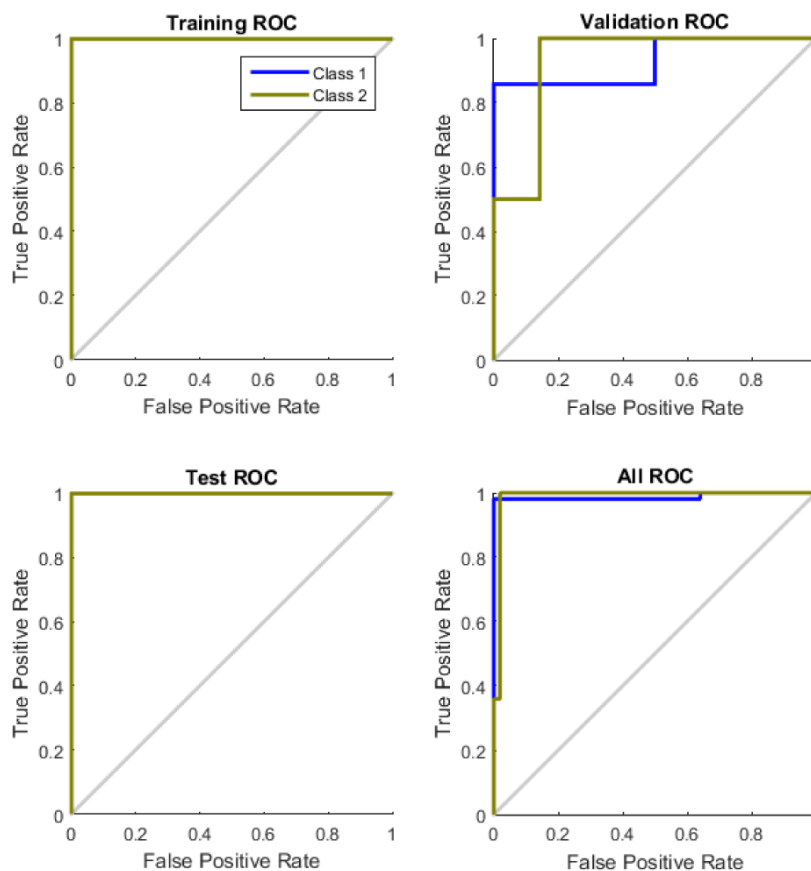 Training ROC
1
0.8
0.6
0.4
0.2
0
True Positive Rate
Class 1
Class 2
0 0.2 0.4 0.6 0.8 1
False Positive Rate
Validation ROC
1
0.8
0.6
0.4
0.2
0
True Positive Rate
0 0.2 0.4 0.6 0.8
False Positive Rate
Test ROC
1
0.8
0.6
0.4
0.2
0
True Positive Rate
0 0.2 0.4 0.6 0.8 1
False Positive Rate
All ROC
1
0.8
0.6
0.4
0.2
0
True Positive Rate
0 0.2 0.4 0.6 0.8
False Positive Rate